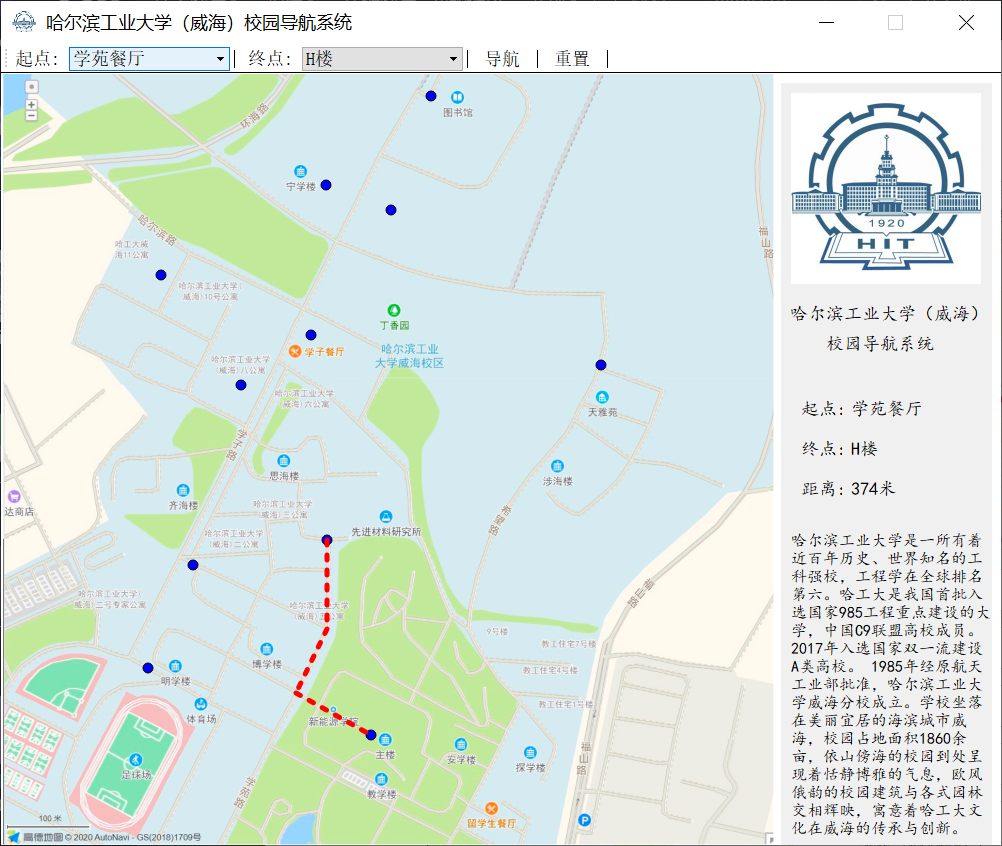 哈尔滨工业大学（威海）校园导航系统
起点： 学苑餐厅 终点： H楼 导航 重置
图书馆
环海路
宁学楼
哈尔滨路
福山路
哈工大威
海11公寓
哈尔滨工业大学(
威海)10号公寓
丁香园
哈尔滨工业
大学威海校区
学子餐厅
哈尔滨工业大学
(威海)八公寓
哈尔滨工业大学
威海)六公寓
天雅苑
学子路
思海楼
涉海楼
齐海楼
达商店
哈尔滨工业大学
(威海)三公寓
先进材料研究所
希望路
哈尔滨工业大学
(威海)二公寓
福山路
哈尔滨工业大学(
威海)二号专家公寓
哈尔滨工业大学
9号楼
教工住宅7号楼
博学楼
教工住宅4号楼
明学楼
教工住宅1号楼
体育场
新能源学院
主楼
安学楼
探学楼
福山路
足球场
教学楼
学苑路
留学生餐厅
P
100 米
高德地图 © 2020 AutoNavi - GS(2018)1709号
1920
HIT
哈尔滨工业大学（威海）
校园导航系统
起点: 学苑餐厅
终点: H楼
距离: 374米
哈尔滨工业大学是一所有着
近百年历史、世界知名的工
科强校，工程学在全球排名
第六。哈工大是我国首批入
选国家985工程重点建设的大
学，中国C9联盟高校成员。
2017年入选国家双一流建设
A类高校。 1985年经原航天
工业部批准，哈尔滨工业大
学威海分校成立。学校坐落
在美丽宜居的海滨城市威
海，校园占地面积1860余
亩，依山傍海的校园到处呈
现着恬静博雅的气息，欧风
俄韵的校园建筑与各式园林
交相辉映，寓意着哈工大文
化在威海的传承与创新。